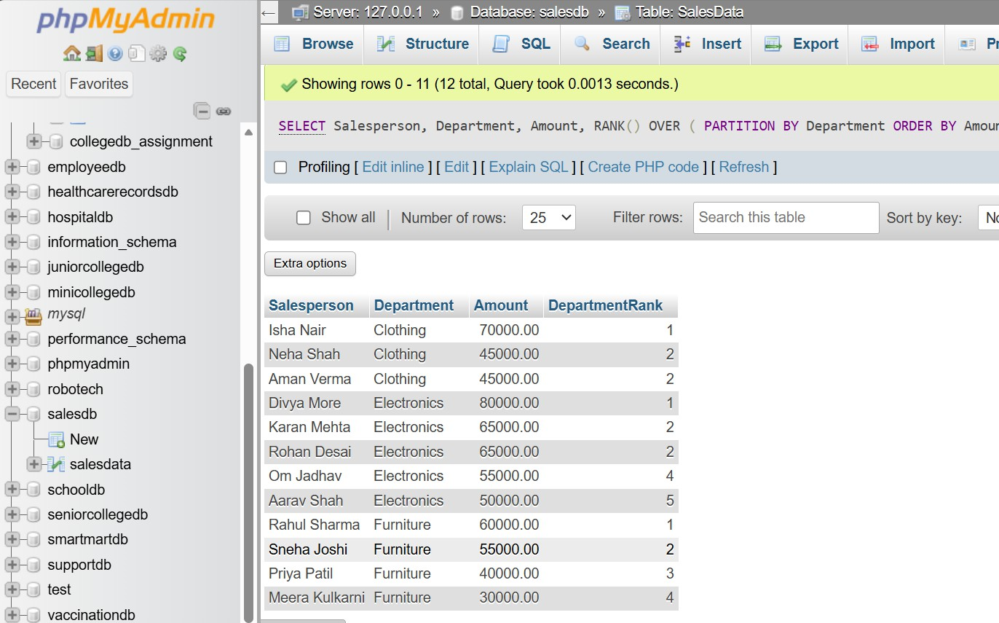 phpMyAdmin
Recent Favorites
collegedb_assignment
employeedb
healthcarerecordsdb
hospitaldb
information_schema
juniorcollegedb
minicollegedb
mysql
performance_schema
phpmyadmin
robotech
salesdb
New
salesdata
schooldb
seniorcollegedb
smartmartdb
supportdb
test
vaccinationdb
Server: 127.0.0.1 » Database: salesdb » Table: SalesData
Browse Structure SQL Search Insert Export Import
Showing rows 0 - 11 (12 total, Query took 0.0013 seconds.)
SELECT Salesperson, Department, Amount, RANK() OVER ( PARTITION BY Department ORDER BY
Profiling [ Edit inline ] [ Edit ] [ Explain SQL ] [ Create PHP code ] [ Refresh ]
Show all | Number of rows: 25 Filter rows: Search this table Sort by key:
Extra options
Salesperson Department Amount DepartmentRank
Isha Nair Clothing 70000.00 1
Neha Shah Clothing 45000.00 2
Aman Verma Clothing 45000.00 2
Divya More Electronics 80000.00 1
Karan Mehta Electronics 65000.00 2
Rohan Desai Electronics 65000.00 2
Om Jadhav Electronics 55000.00 4
Aarav Shah Electronics 50000.00 5
Rahul Sharma Furniture 60000.00 1
Sneha Joshi Furniture 55000.00 2
Priya Patil Furniture 40000.00 3
Meera Kulkarni Furniture 30000.00 4